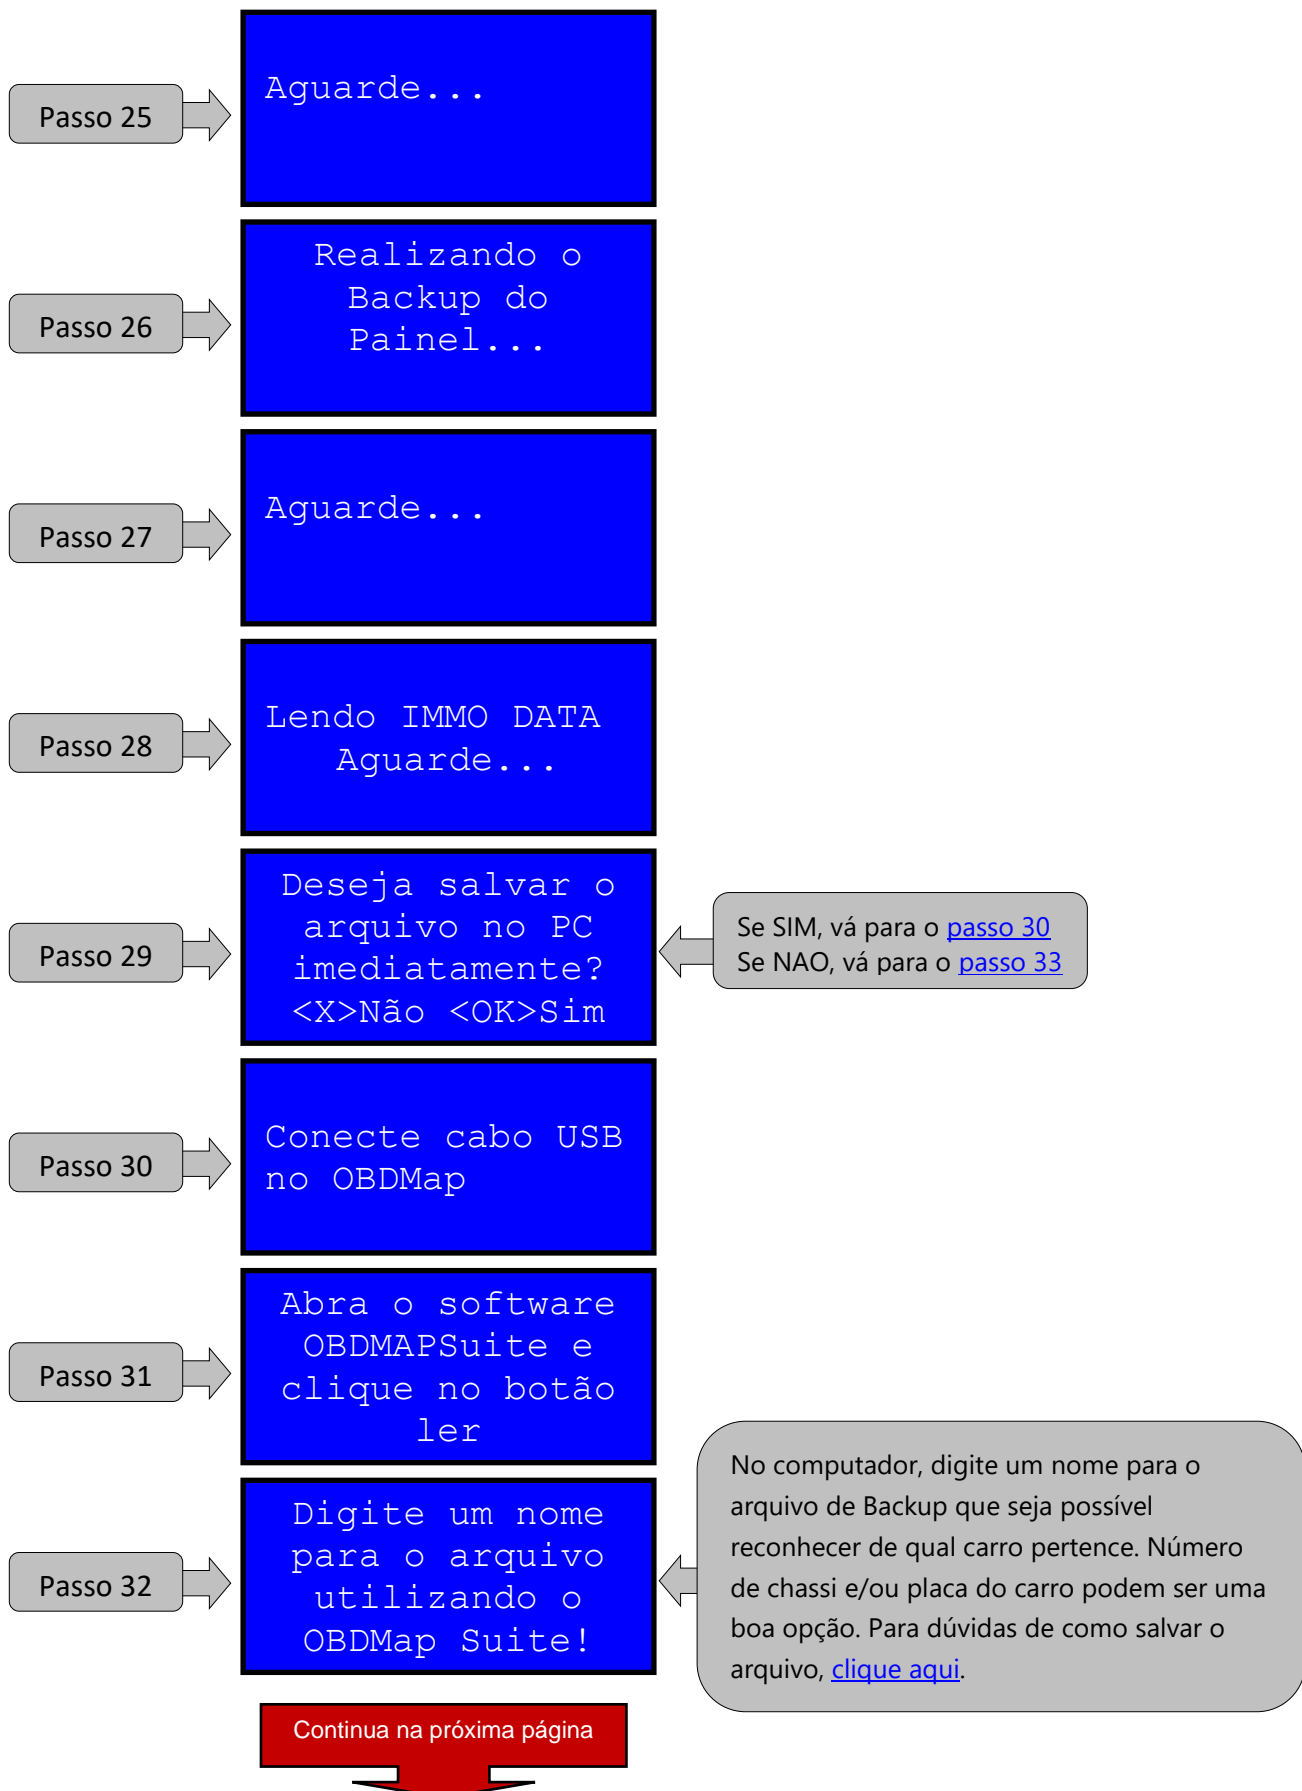 Passo 25
Aguarde...
Passo 26
Realizando o
Backup do
Painel...
Passo 27
Aguarde...
Passo 28
Lendo IMMO DATA
Aguarde...
Passo 29
Deseja salvar o
arquivo no PC
imediatamente?
<X>Não <OK>Sim
Se SIM, vá para o passo 30
Se NAO, vá para o passo 33
Passo 30
Conecte cabo USB
no OBDMap
Passo 31
Abra o software
OBDMAPSuite e
clique no botão
ler
Passo 32
Digite um nome
para o arquivo
utilizando o
OBDMap Suite!
No computador, digite um nome para o
arquivo de Backup que seja possível
reconhecer de qual carro pertence. Número
de chassi e/ou placa do carro podem ser uma
boa opção. Para dúvidas de como salvar o
arquivo, clique aqui.
Continua na próxima página